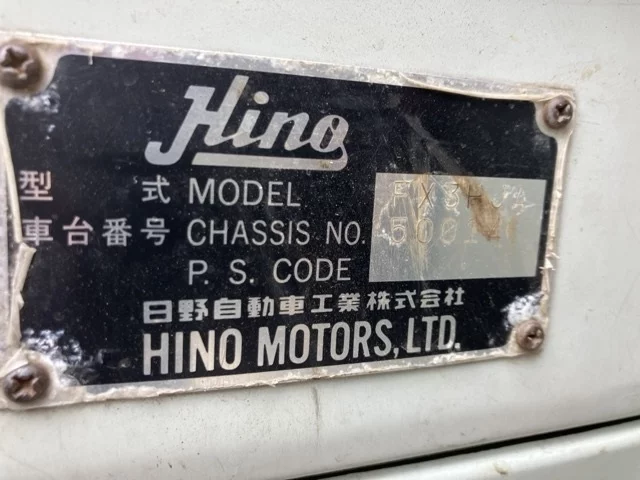 Hino
型 式 MODEL
車台番号 CHASSIS NO.
P. S. CODE
日野自動車工業株式会社
HINO MOTORS, LTD.